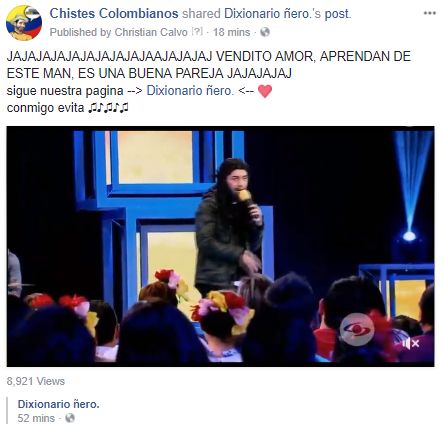 Chistes Colombianos shared Dixionario ñero.'s post.
Published by Christian Calvo [?] · 18 mins ·
JAJAJAJAJAJAJAJAJAJAAJAJAJAJ VENDITO AMOR, APRENDAN DE
ESTE MAN, ES UNA BUENA PAREJA JAJAJAJAJ
sigue nuestra pagina --> Dixionario ñero. <-- ❤
conmigo evita ♫♪♫♪♫
8,921 Views
Dixionario ñero.
52 mins ·